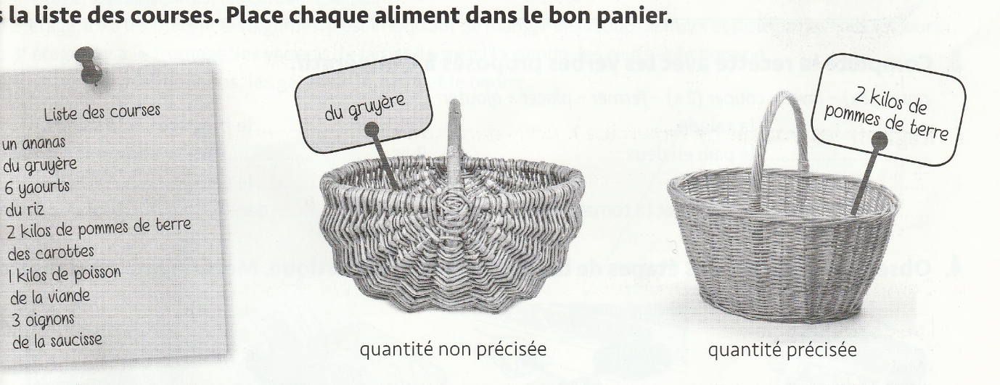 la liste des courses. Place chaque aliment dans le bon panier.
Liste des courses
un ananas
du gruyère
6 yaourts
du riz
2 kilos de pommes de terre
des carottes
1 kilos de poisson
de la viande
3 oignons
de la saucisse
du gruyère
2 kilos de
pommes de terre
quantité non précisée
quantité précisée